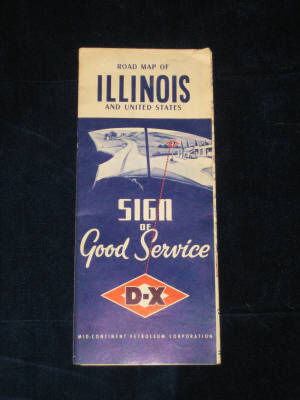 ROAD MAP OF
ILLINOIS
AND UNITED STATES
SIGN
OF
Good Service
D-X
MID-CONTINENT PETROLEUM CORPORATION